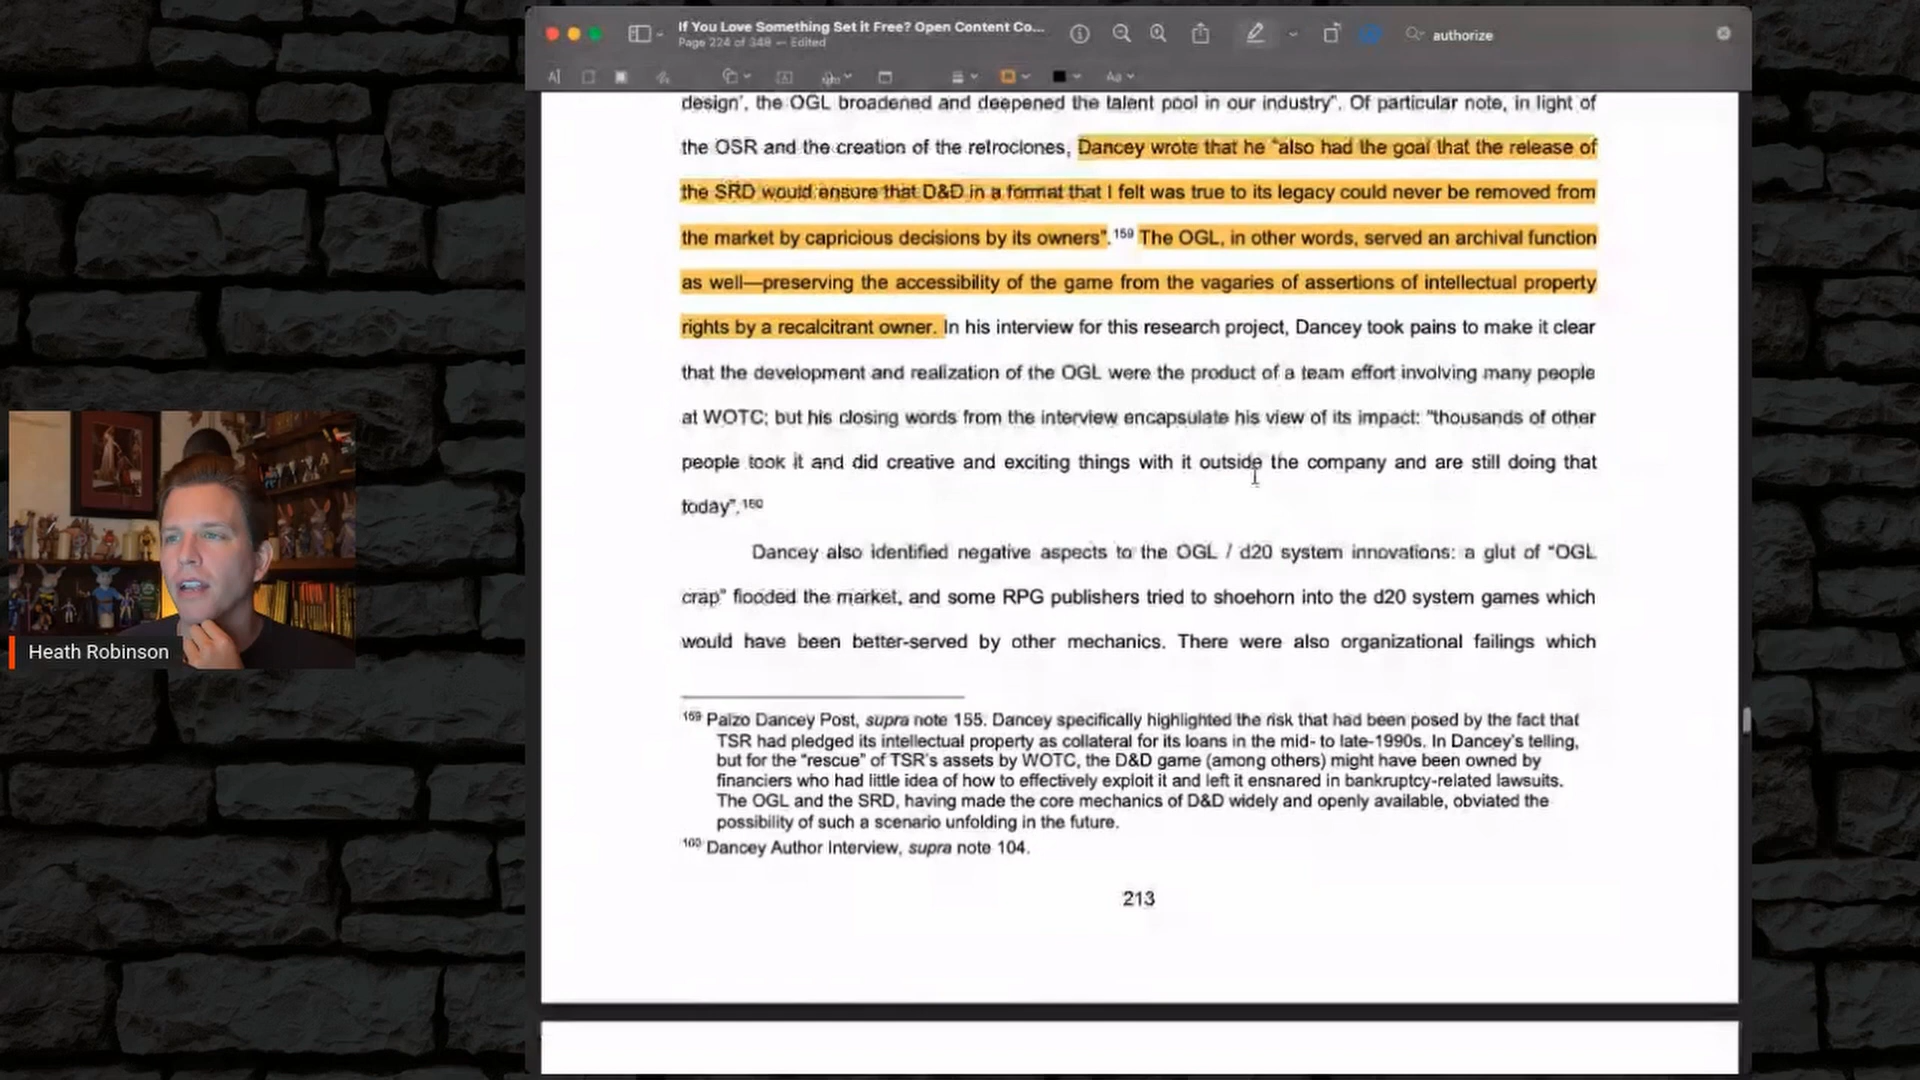 If You Love Something Set it Free? Open Content Co...
Page 224 of 348 — Edited
authorize
design', the OGL broadened and deepened the talent pool in our industry". Of particular note, in light of
the OSR and the creation of the retroclones, Dancey wrote that he "also had the goal that the release of
the SRD would ensure that D&D in a format that I felt was true to its legacy could never be removed from
the market by capricious decisions by its owners".159 The OGL, in other words, served an archival function
as well—preserving the accessibility of the game from the vagaries of assertions of intellectual property
rights by a recalcitrant owner. In his interview for this research project, Dancey took pains to make it clear
that the development and realization of the OGL were the product of a team effort involving many people
at WOTC; but his closing words from the interview encapsulate his view of its impact: "thousands of other
people took it and did creative and exciting things with it outside the company and are still doing that
today".160
Dancey also identified negative aspects to the OGL / d20 system innovations: a glut of "OGL
crap" flooded the market, and some RPG publishers tried to shoehorn into the d20 system games which
would have been better-served by other mechanics. There were also organizational failings which
159 Paizo Dancey Post, supra note 155. Dancey specifically highlighted the risk that had been posed by the fact that
TSR had pledged its intellectual property as collateral for its loans in the mid- to late-1990s. In Dancey's telling,
but for the "rescue" of TSR's assets by WOTC, the D&D game (among others) might have been owned by
financiers who had little idea of how to effectively exploit it and left it ensnared in bankruptcy-related lawsuits.
The OGL and the SRD, having made the core mechanics of D&D widely and openly available, obviated the
possibility of such a scenario unfolding in the future.
160 Dancey Author Interview, supra note 104.
213
Heath Robinson